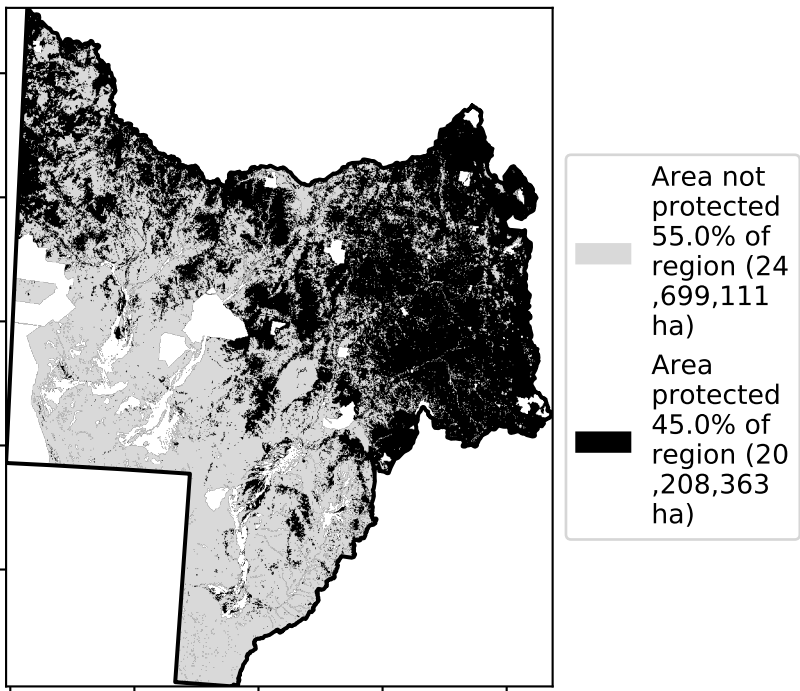 Area not
protected
55.0% of
region (24
,699,111
ha)
Area
protected
45.0% of
region (20
,208,363
ha)